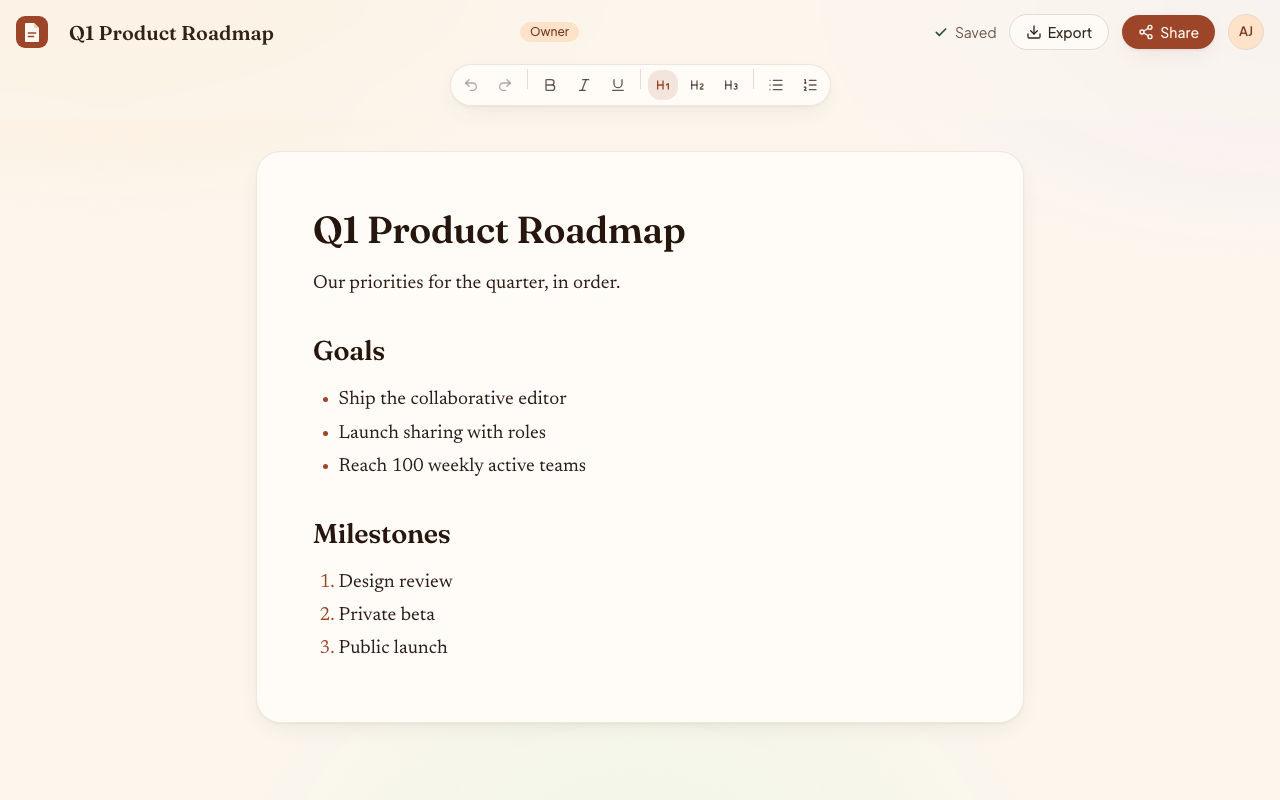 Q1 Product Roadmap
Owner
Saved
Export
Share
AJ
B I U H1 H2 H3
Q1 Product Roadmap
Our priorities for the quarter, in order.
Goals
• Ship the collaborative editor
• Launch sharing with roles
• Reach 100 weekly active teams
Milestones
1. Design review
2. Private beta
3. Public launch